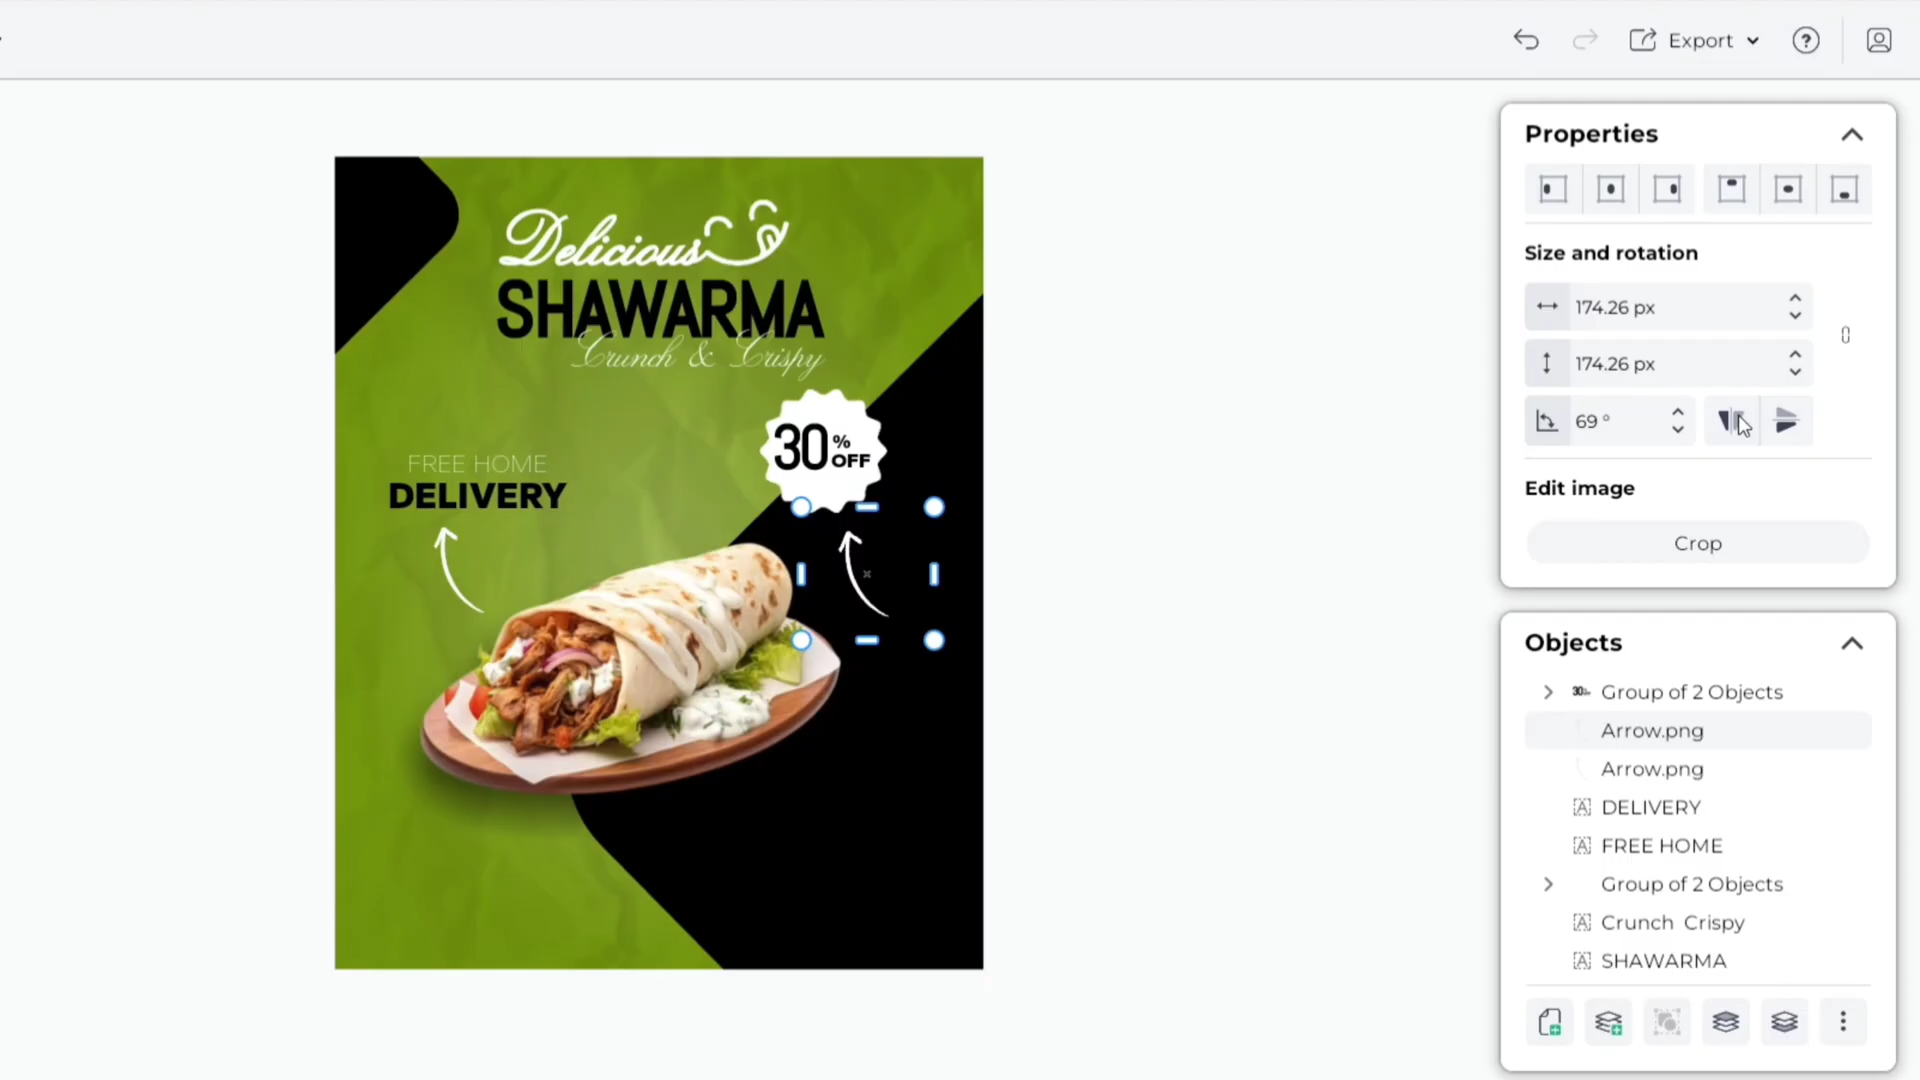 Export
?
Properties
Size and rotation
174.26 px
174.26 px
69 °
Edit image
Crop
Objects
30% Group of 2 Objects
Arrow.png
Arrow.png
A DELIVERY
A FREE HOME
Group of 2 Objects
A Crunch Crispy
A SHAWARMA
Delicious
SHAWARMA
Crunch & Crispy
30% OFF
FREE HOME
DELIVERY